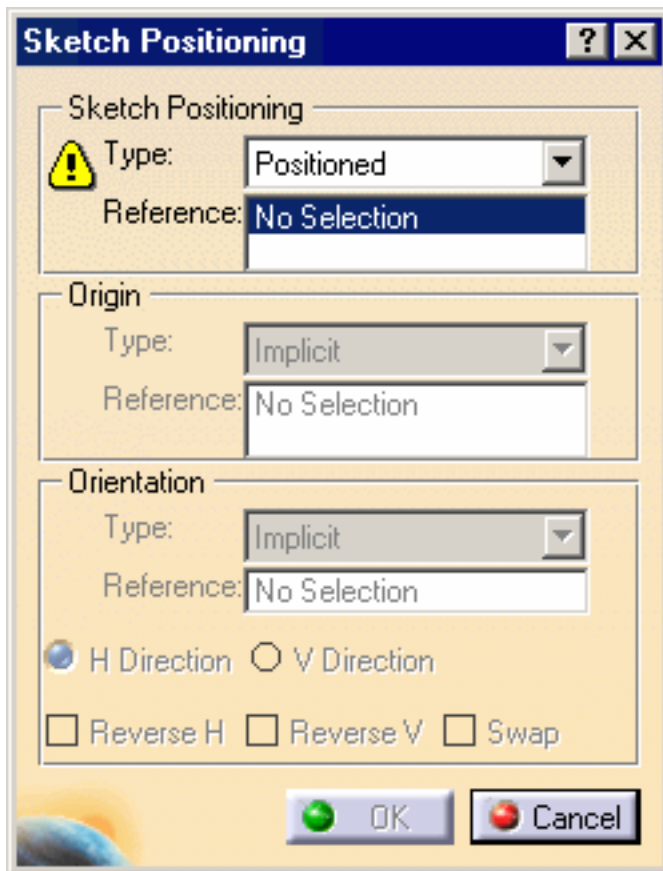 Sketch Positioning
Sketch Positioning
Type: Positioned
Reference: No Selection
Origin
Type: Implicit
Reference: No Selection
Orientation
Type: Implicit
Reference: No Selection
H Direction V Direction
Reverse H Reverse V Swap
OK Cancel